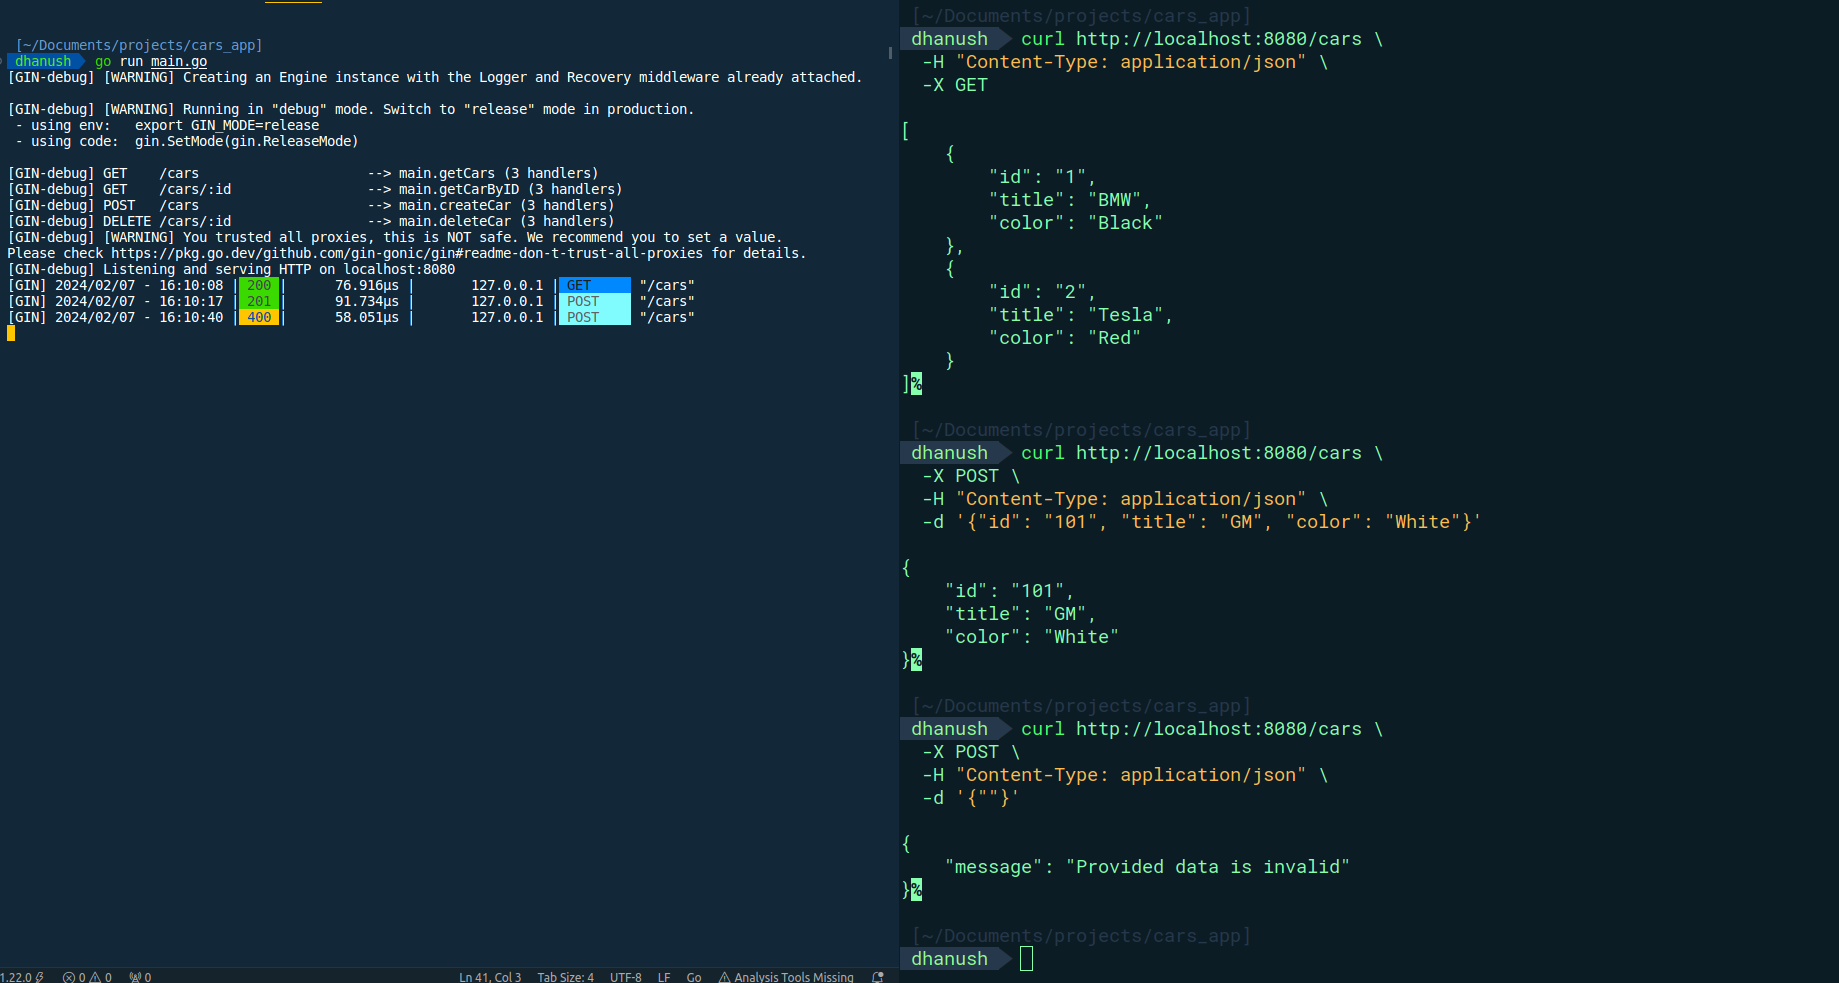 [~/Documents/projects/cars_app]
dhanush go run main.go
[GIN-debug] [WARNING] Creating an Engine instance with the Logger and Recovery middleware already attached.
[GIN-debug] [WARNING] Running in "debug" mode. Switch to "release" mode in production.
- using env:   export GIN_MODE=release
- using code:  gin.SetMode(gin.ReleaseMode)
[GIN-debug] GET    /cars                     --> main.getCars (3 handlers)
[GIN-debug] GET    /cars/:id                 --> main.getCarByID (3 handlers)
[GIN-debug] POST   /cars                     --> main.createCar (3 handlers)
[GIN-debug] DELETE /cars/:id                 --> main.deleteCar (3 handlers)
[GIN-debug] [WARNING] You trusted all proxies, this is NOT safe. We recommend you to set a value.
Please check https://pkg.go.dev/github.com/gin-gonic/gin#readme-don-t-trust-all-proxies for details.
[GIN-debug] Listening and serving HTTP on localhost:8080
[GIN] 2024/02/07 - 16:10:08 | 200 |      76.916µs |       127.0.0.1 | GET      "/cars"
[GIN] 2024/02/07 - 16:10:17 | 201 |      91.734µs |       127.0.0.1 | POST     "/cars"
[GIN] 2024/02/07 - 16:10:40 | 400 |      58.051µs |       127.0.0.1 | POST     "/cars"
1.22.0 0 0 0 Ln 41, Col 3 Tab Size: 4 UTF-8 LF Go Analysis Tools Missing
[~/Documents/projects/cars_app]
dhanush curl http://localhost:8080/cars \
-H "Content-Type: application/json" \
-X GET
[
{
"id": "1",
"title": "BMW",
"color": "Black"
},
{
"id": "2",
"title": "Tesla",
"color": "Red"
}
]%
[~/Documents/projects/cars_app]
dhanush curl http://localhost:8080/cars \
-X POST \
-H "Content-Type: application/json" \
-d '{"id": "101", "title": "GM", "color": "White"}'
{
"id": "101",
"title": "GM",
"color": "White"
}%
[~/Documents/projects/cars_app]
dhanush curl http://localhost:8080/cars \
-X POST \
-H "Content-Type: application/json" \
-d '{""}'
{
"message": "Provided data is invalid"
}%
[~/Documents/projects/cars_app]
dhanush